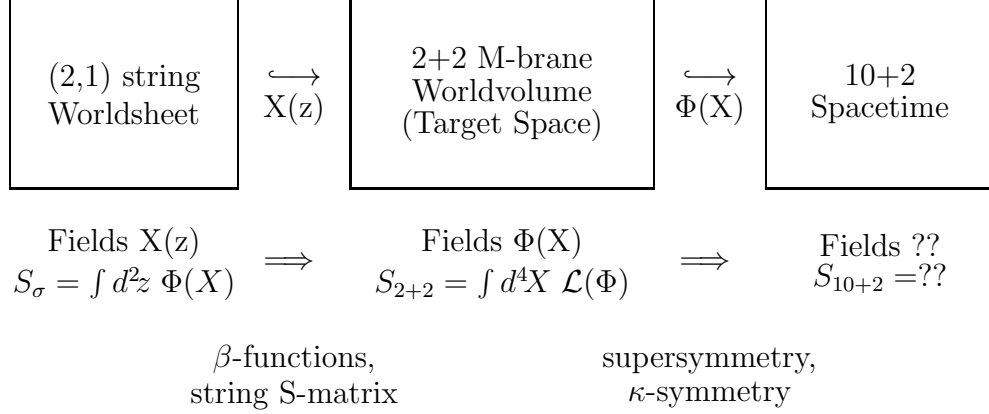 (2,1) string
Worldsheet
↪
X(z)
2+2 M-brane
Worldvolume
(Target Space)
↪
Φ(X)
10+2
Spacetime
Fields X(z)
S_σ = ∫ d²z Φ(X)
⟹
Fields Φ(X)
S_{2+2} = ∫ d⁴X 𝓛(Φ)
⟹
Fields ??
S_{10+2} =??
β-functions,
string S-matrix
supersymmetry,
κ-symmetry